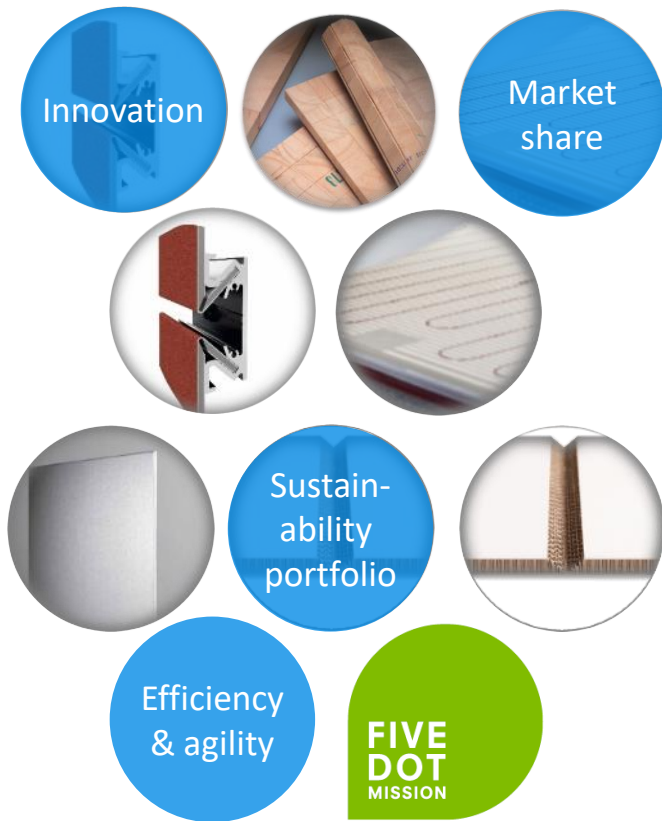 Innovation
Market
share
Sustain-
ability
portfolio
Efficiency
& agility
FIVE
DOT
MISSION